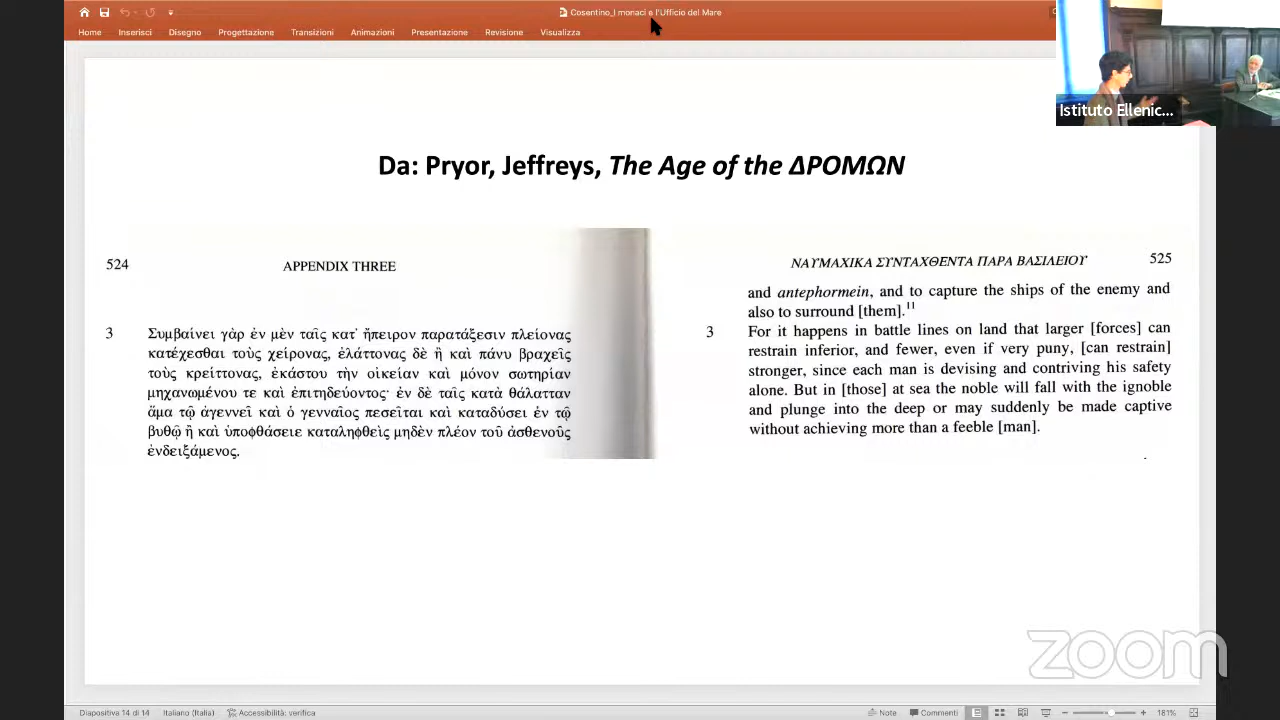 Cosentino_I monaci e l'Ufficio del Mare
Home Inserisci Disegno Progettazione Transizioni Animazioni Presentazione Revisione Visualizza
Istituto Ellenic...
Da: Pryor, Jeffreys, The Age of the ΔΡΟΜΩΝ
524 APPENDIX THREE
3 Συμβαίνει γὰρ ἐν μὲν ταῖς κατ᾽ ἤπειρον παρατάξεσιν πλείονας
κατέχεσθαι τοὺς χείρονας, ἐλάττονας δὲ ἢ καὶ πάνυ βραχεῖς
τοὺς κρείττονας, ἑκάστου τὴν οἰκείαν καὶ μόνον σωτηρίαν
μηχανωμένου τε καὶ ἐπιτηδεύοντος· ἐν δὲ ταῖς κατὰ θάλατταν
ἅμα τῷ ἀγεννεῖ καὶ ὁ γενναῖος πεσεῖται καὶ καταδύσει ἐν τῷ
βυθῷ ἢ καὶ ὑποφθάσειε καταληφθεὶς μηδὲν πλέον τοῦ ἀσθενοῦς
ἐνδειξάμενος.
ΝΑΥΜΑΧΙΚΑ ΣΥΝΤΑΧΘΕΝΤΑ ΠΑΡΑ ΒΑΣΙΛΕΙΟΥ 525
and antephormein, and to capture the ships of the enemy and
also to surround [them].11
3 For it happens in battle lines on land that larger [forces] can
restrain inferior, and fewer, even if very puny, [can restrain]
stronger, since each man is devising and contriving his safety
alone. But in [those] at sea the noble will fall with the ignoble
and plunge into the deep or may suddenly be made captive
without achieving more than a feeble [man].
zoom
Diapositiva 14 di 14 Italiano (Italia) Accessibilità: verifica Note Commenti 181%